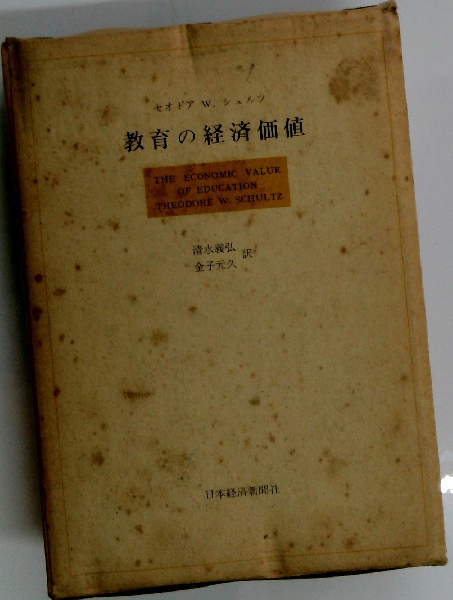 セオドア W. シュルツ
教育の経済価値
THE ECONOMIC VALUE
OF EDUCATION
THEODORE W. SCHULTZ
清水義弘
金子元久 訳
日本経済新聞社